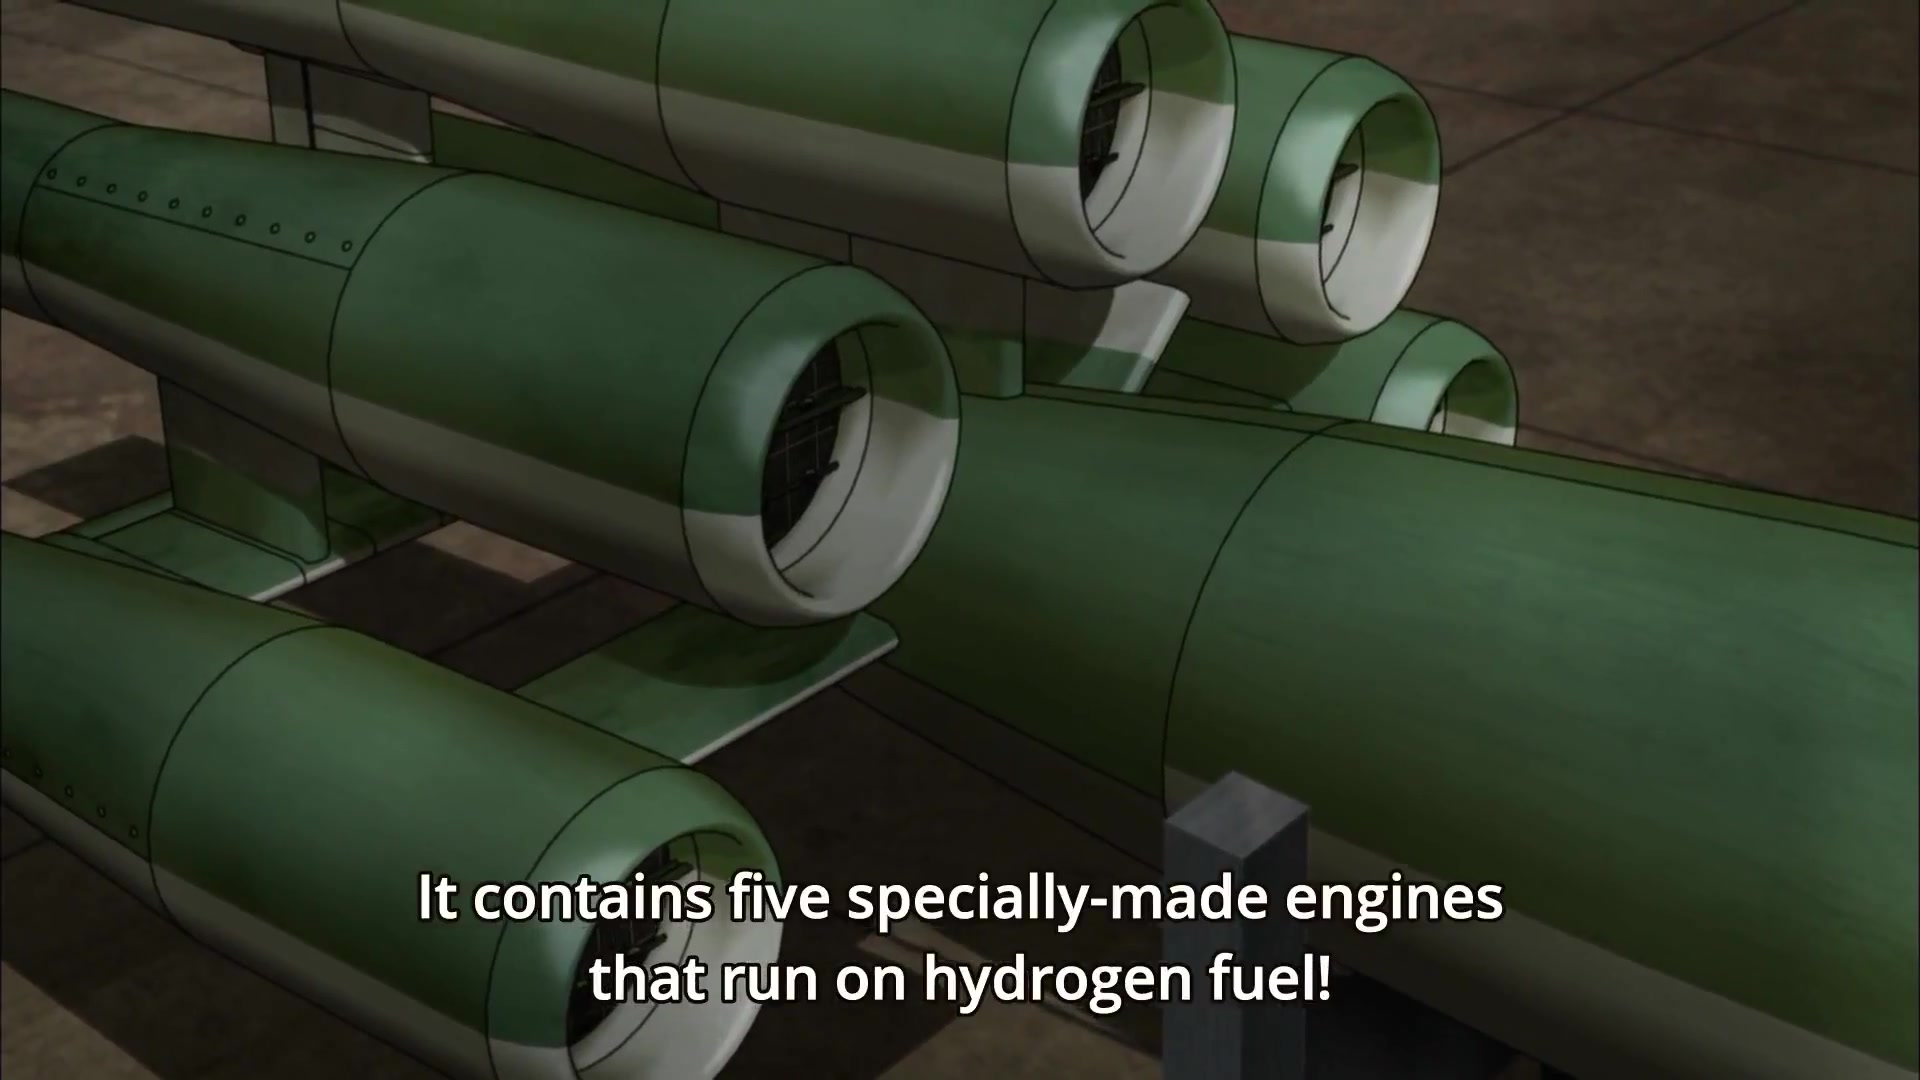 It contains five specially-made engines
that run on hydrogen fuel!